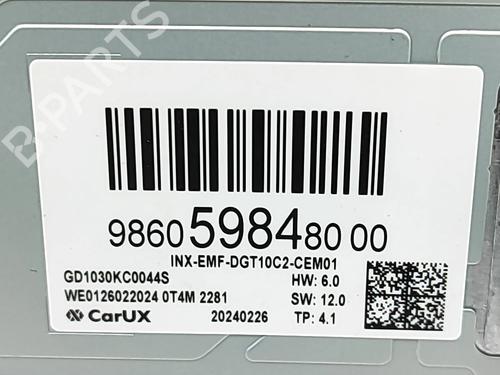 B-PARTS
98605984800 00
INX-EMF-DGT10C2-CEM01
GD1030KC0044S HW: 6.0
WE0126022024 0T4M 2281 SW: 12.0
CarUX 20240226 TP: 4.1